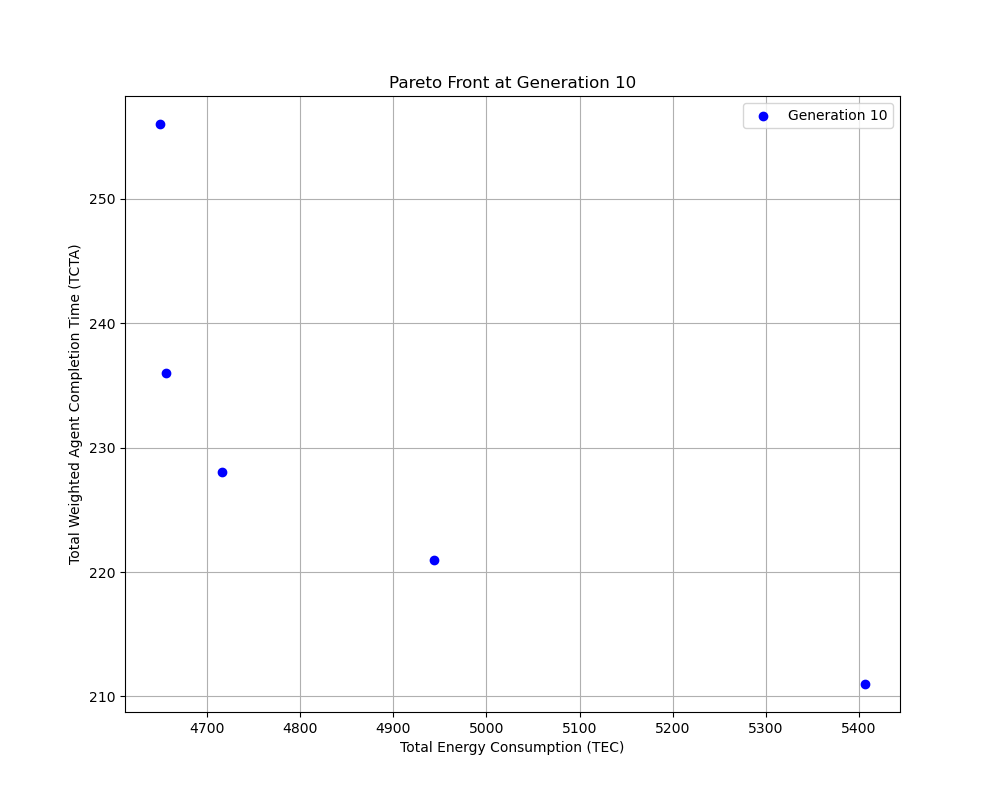 Pareto Front at Generation 10
Generation 10
Total Weighted Agent Completion Time (TCTA)
250
240
230
220
210
4700 4800 4900 5000 5100 5200 5300 5400
Total Energy Consumption (TEC)